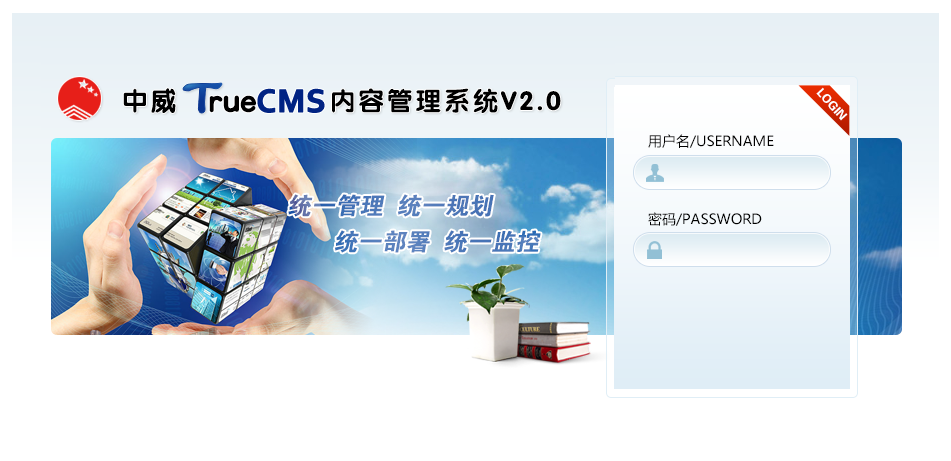 中威TrueCMS内容管理系统V2.0
LOGIN
用户名/USERNAME
统一管理 统一规划
密码/PASSWORD
统一部署 统一监控
CULTURE